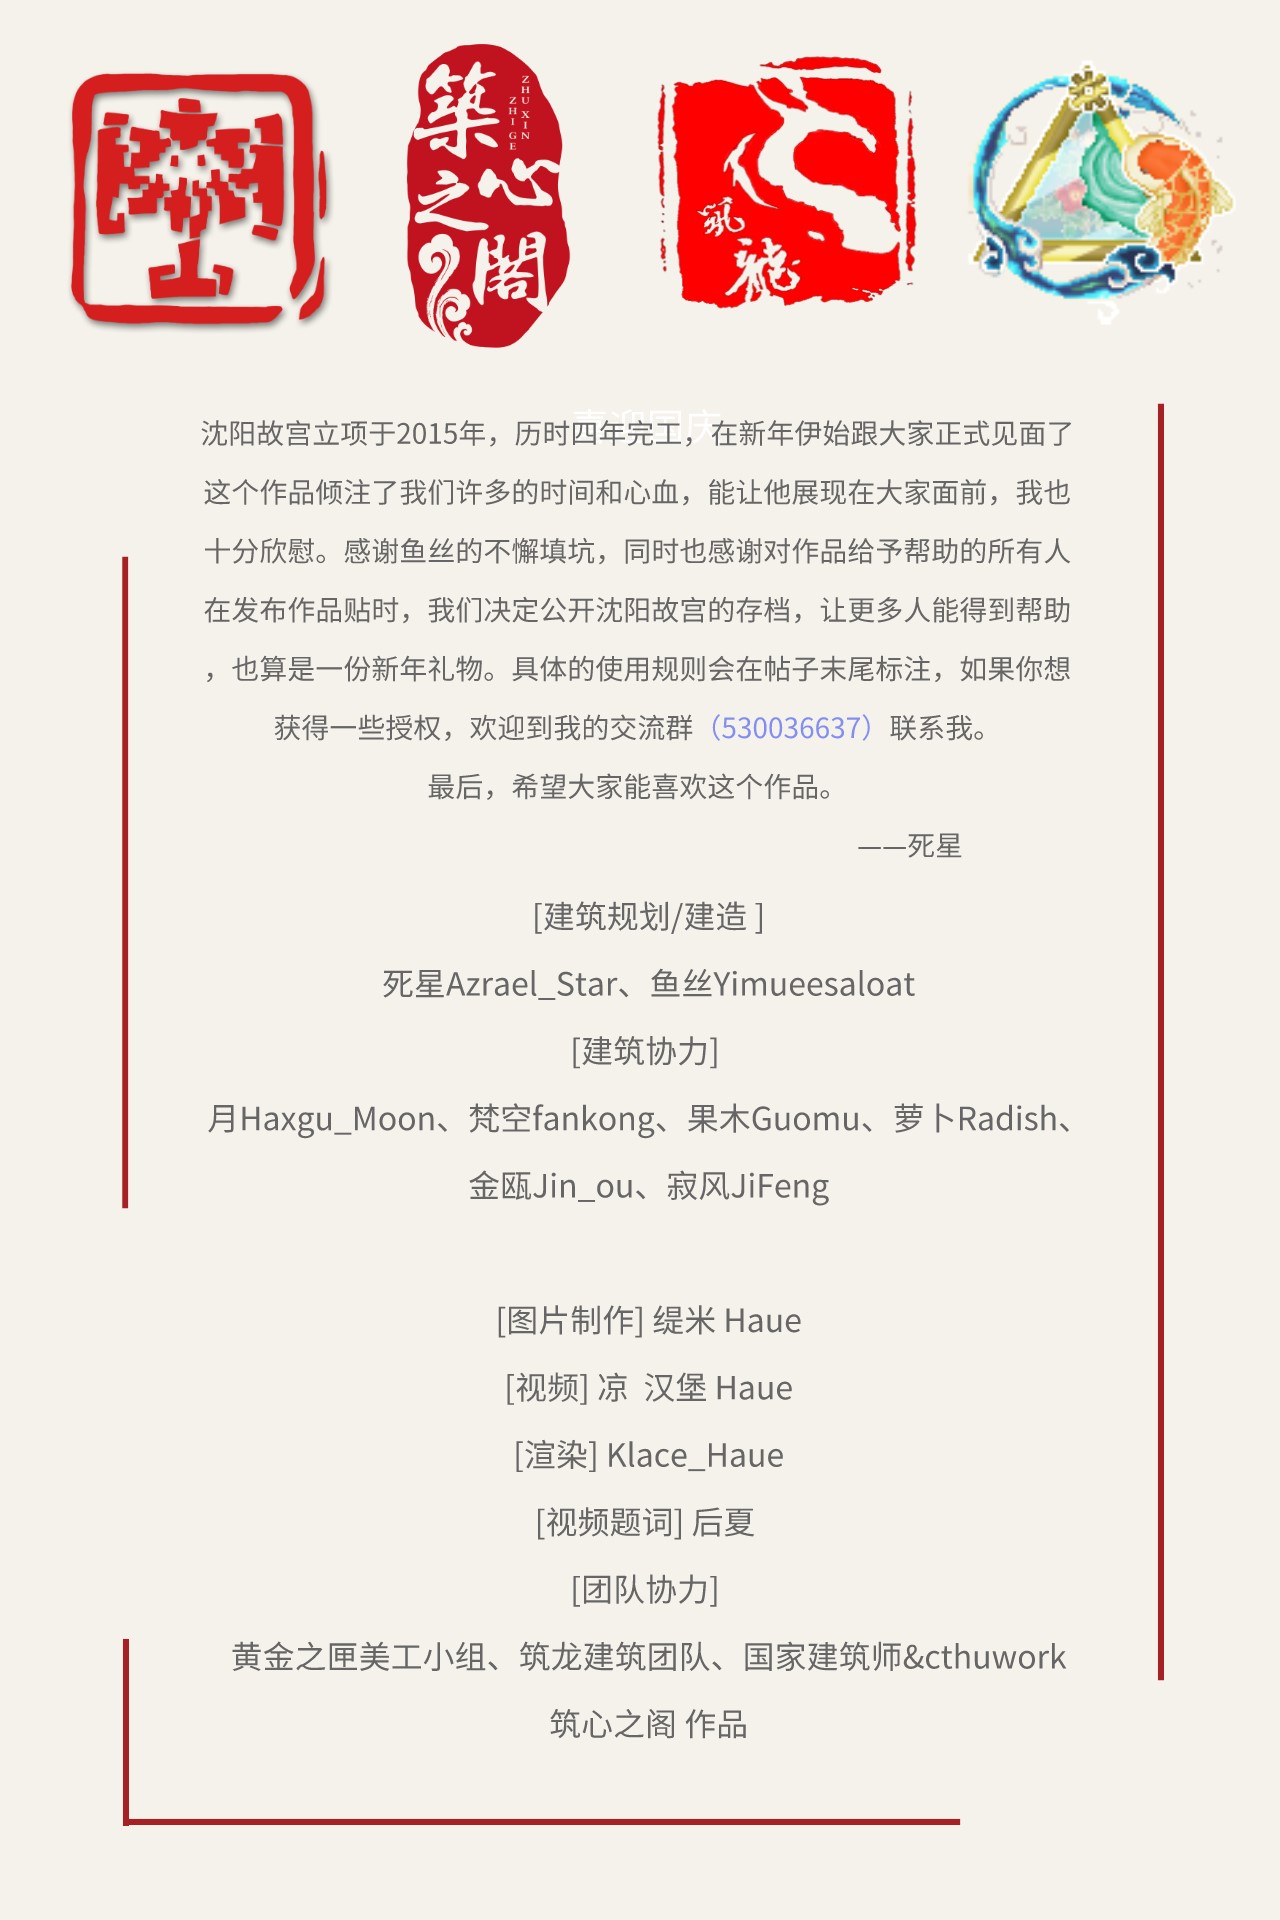 築心之閣
ZHU XIN
ZHI GE
筑龍
喜迎国庆
沈阳故宫立项于2015年，历时四年完工，在新年伊始跟大家正式见面了
这个作品倾注了我们许多的时间和心血，能让他展现在大家面前，我也
十分欣慰。感谢鱼丝的不懈填坑，同时也感谢对作品给予帮助的所有人
在发布作品贴时，我们决定公开沈阳故宫的存档，让更多人能得到帮助
，也算是一份新年礼物。具体的使用规则会在帖子末尾标注，如果你想
获得一些授权，欢迎到我的交流群（530036637）联系我。
最后，希望大家能喜欢这个作品。
——死星
[建筑规划/建造 ]
死星Azrael_Star、鱼丝Yimueesaloat
[建筑协力]
月Haxgu_Moon、梵空fankong、果木Guomu、萝卜Radish、
金瓯Jin_ou、寂风JiFeng
[图片制作] 缇米 Haue
[视频] 凉 汉堡 Haue
[渲染] Klace_Haue
[视频题词] 后夏
[团队协力]
黄金之匣美工小组、筑龙建筑团队、国家建筑师&cthuwork
筑心之阁 作品